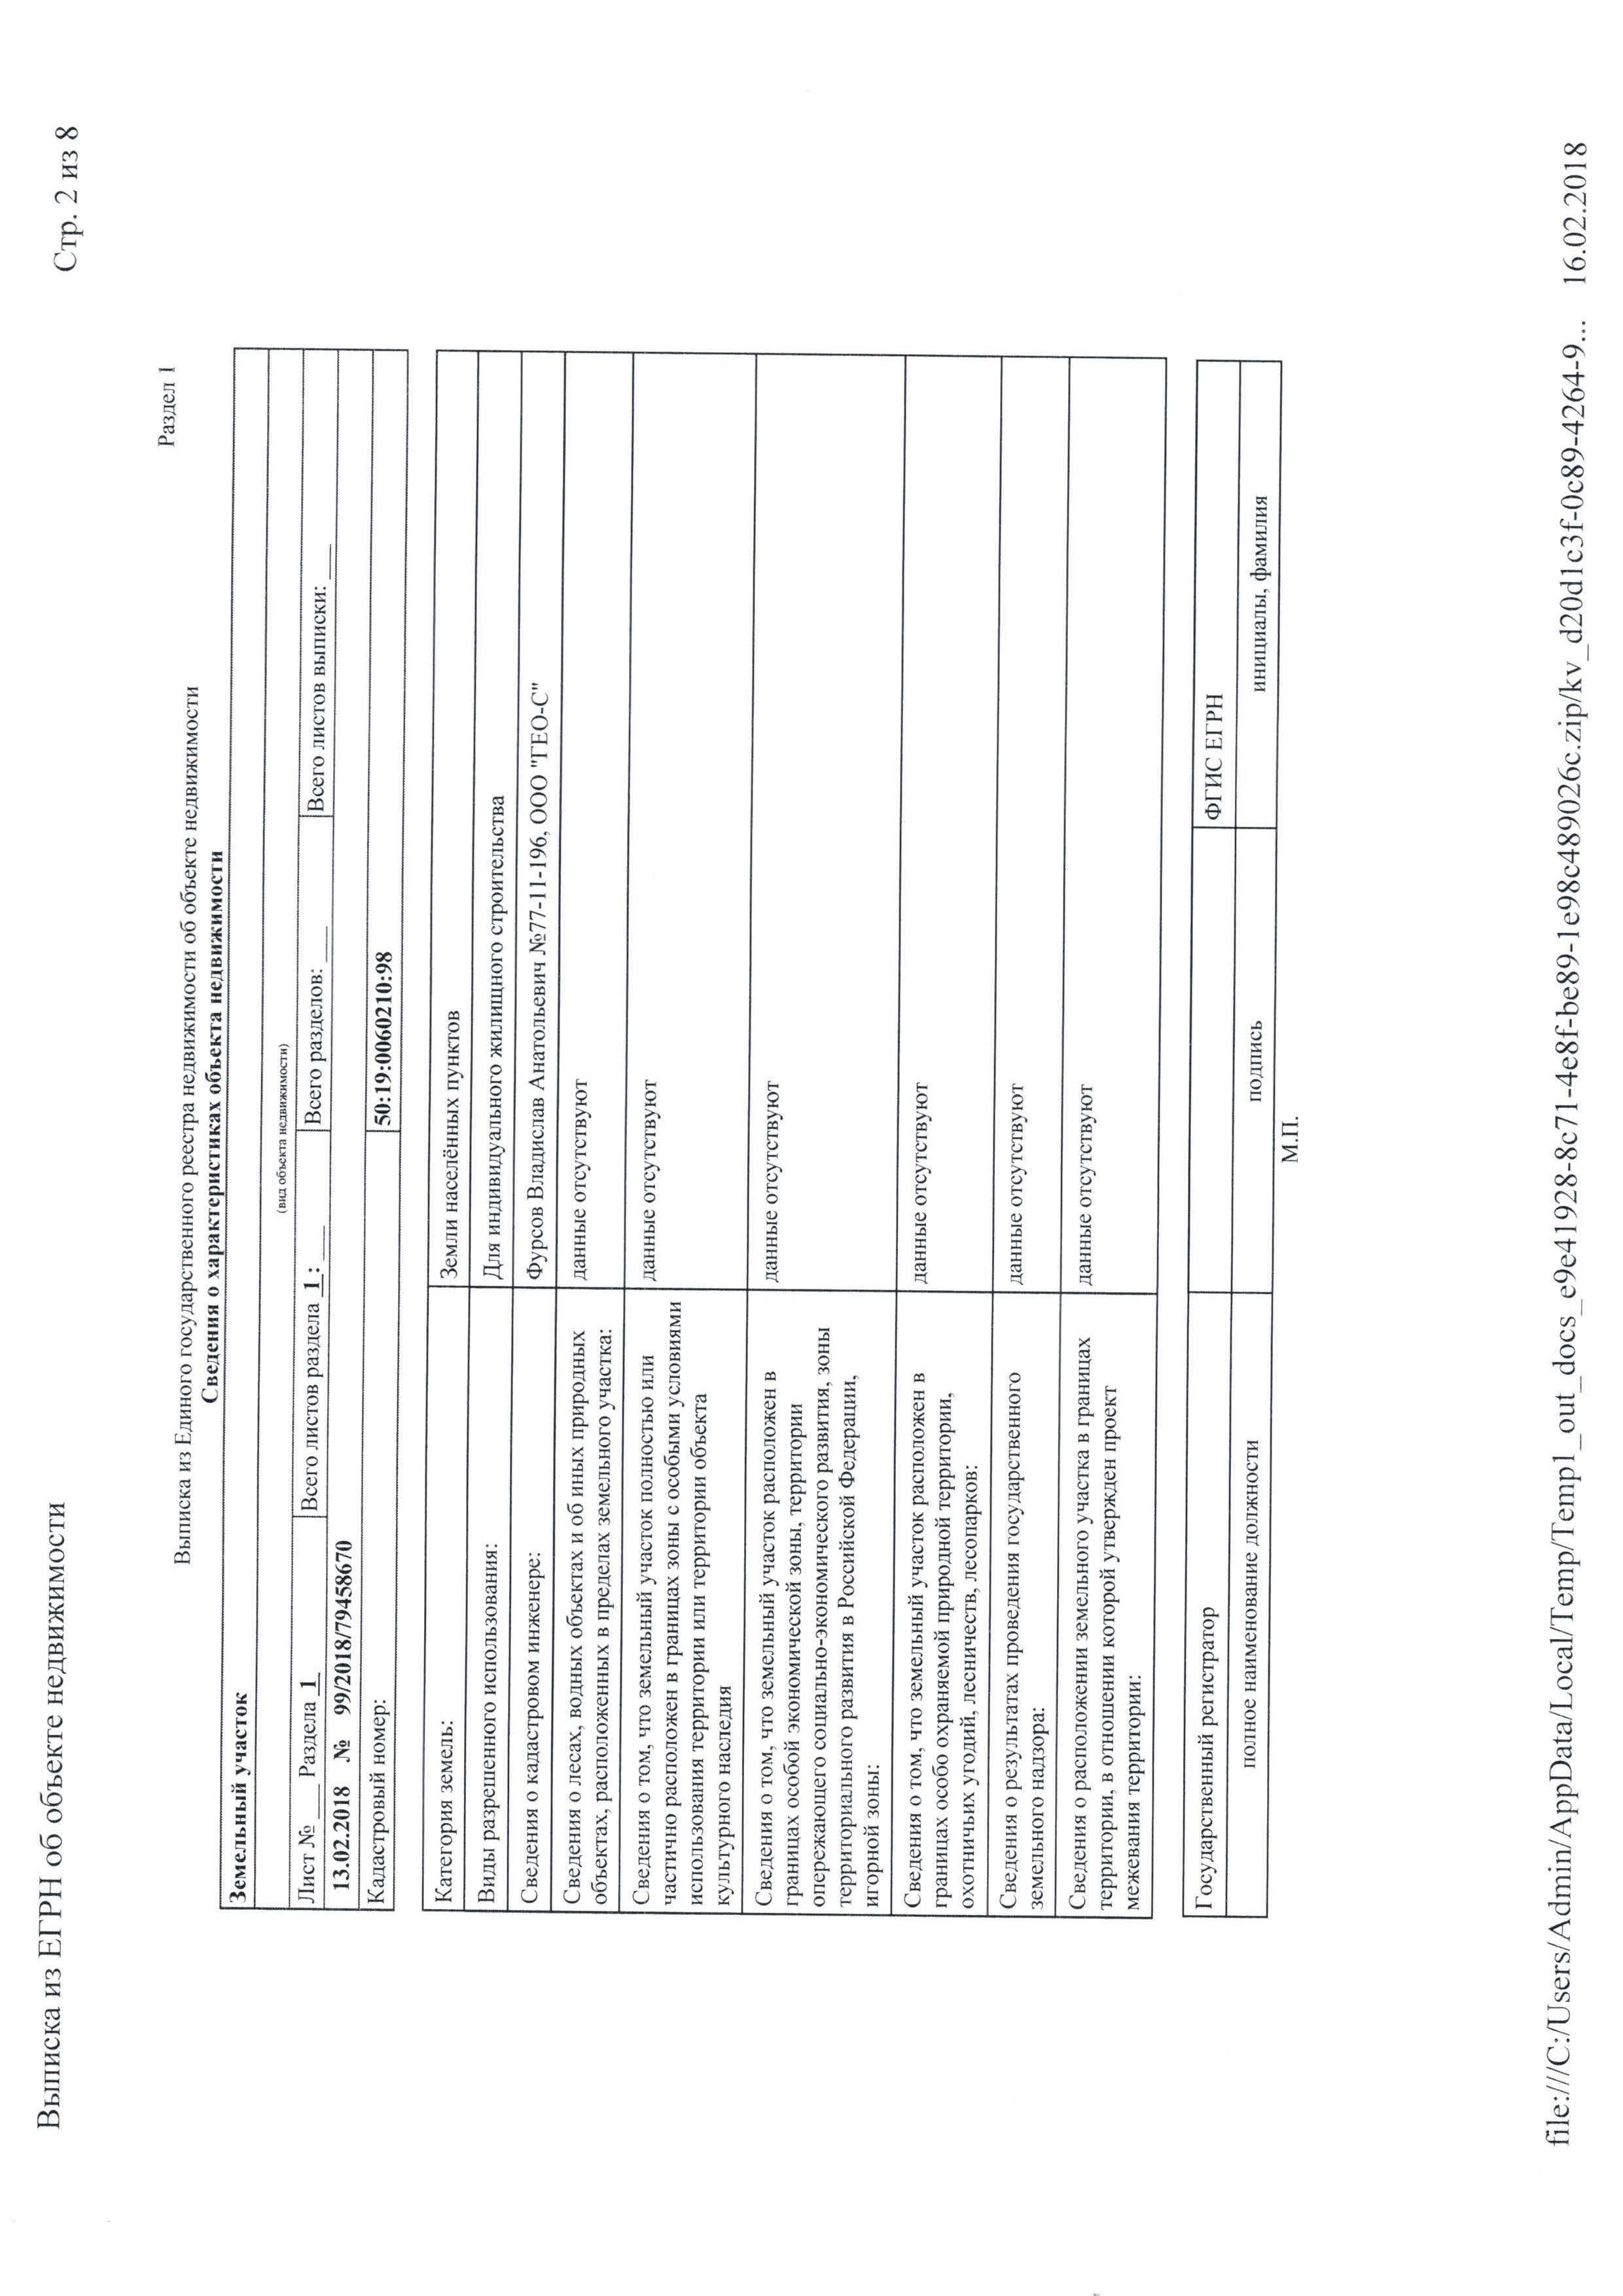 Выписка из ЕГРН об объекте недвижимости
Стр. 2 из 8
Раздел 1
Выписка из Единого государственного реестра недвижимости об объекте недвижимости
Сведения о характеристиках объекта недвижимости
Земельный участок
(вид объекта недвижимости)
Лист № ___ Раздела 1
Всего листов раздела 1 : ___
Всего разделов: ___
Всего листов выписки: ___
13.02.2018 № 99/2018/79458670
Кадастровый номер:
50:19:0060210:98
Категория земель:
Земли населённых пунктов
Виды разрешенного использования:
Для индивидуального жилищного строительства
Сведения о кадастровом инженере:
Фурсов Владислав Анатольевич №77-11-196, ООО "ГЕО-С"
Сведения о лесах, водных объектах и об иных природных
объектах, расположенных в пределах земельного участка:
данные отсутствуют
Сведения о том, что земельный участок полностью или
частично расположен в границах зоны с особыми условиями
использования территории или территории объекта
культурного наследия
данные отсутствуют
Сведения о том, что земельный участок расположен в
границах особой экономической зоны, территории
опережающего социально-экономического развития, зоны
территориального развития в Российской Федерации,
игорной зоны:
данные отсутствуют
Сведения о том, что земельный участок расположен в
границах особо охраняемой природной территории,
охотничьих угодий, лесничеств, лесопарков:
данные отсутствуют
Сведения о результатах проведения государственного
земельного надзора:
данные отсутствуют
Сведения о расположении земельного участка в границах
территории, в отношении которой утвержден проект
межевания территории:
данные отсутствуют
Государственный регистратор
ФГИС ЕГРН
полное наименование должности
подпись
инициалы, фамилия
М.П.
file:///C:/Users/Admin/AppData/Local/Temp/Temp1_out_docs_e9e41928-8c71-4e8f-be89-1e98c489026c.zip/kv_d20d1c3f-0c89-4264-9...
16.02.2018